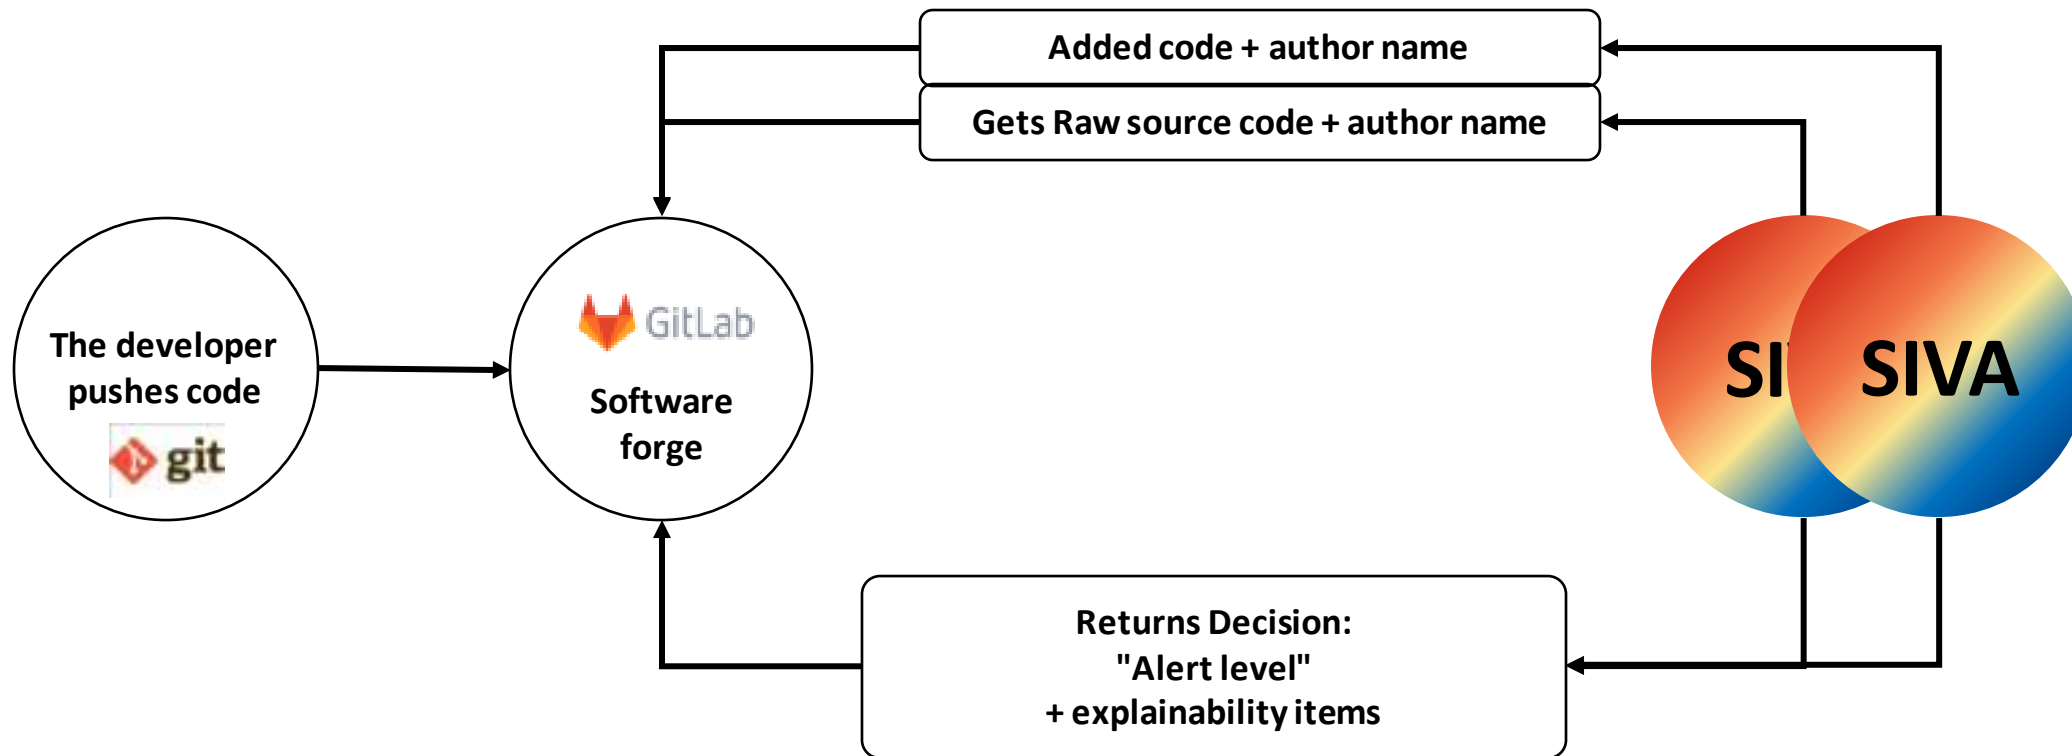 Added code + author name
Gets Raw source code + author name
The developer
pushes code
git
GitLab
Software
forge
SI
SIVA
Returns Decision:
"Alert level"
+ explainability items